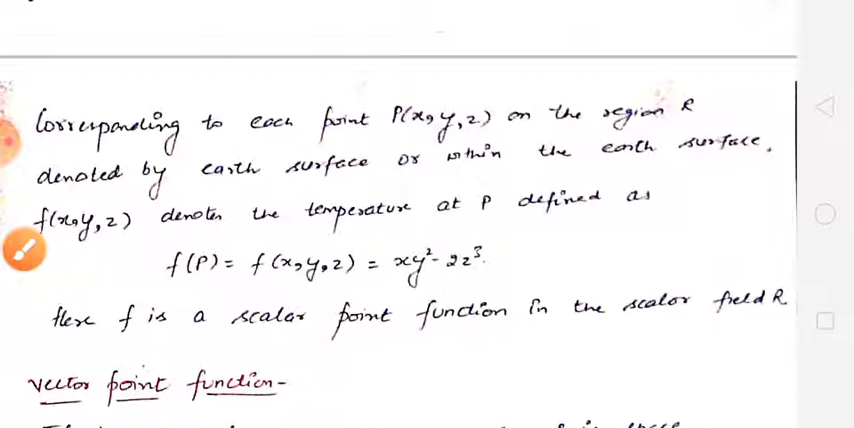 Corresponding to each point P(x,y,z) on the region R
denoted by earth surface or within the earth surface,
f(x,y,z) denotes the temperature at P defined as
f(P) = f(x,y,z) = xy² - 2z³.
Here f is a scalar point function in the scalar field R
Vector point function-